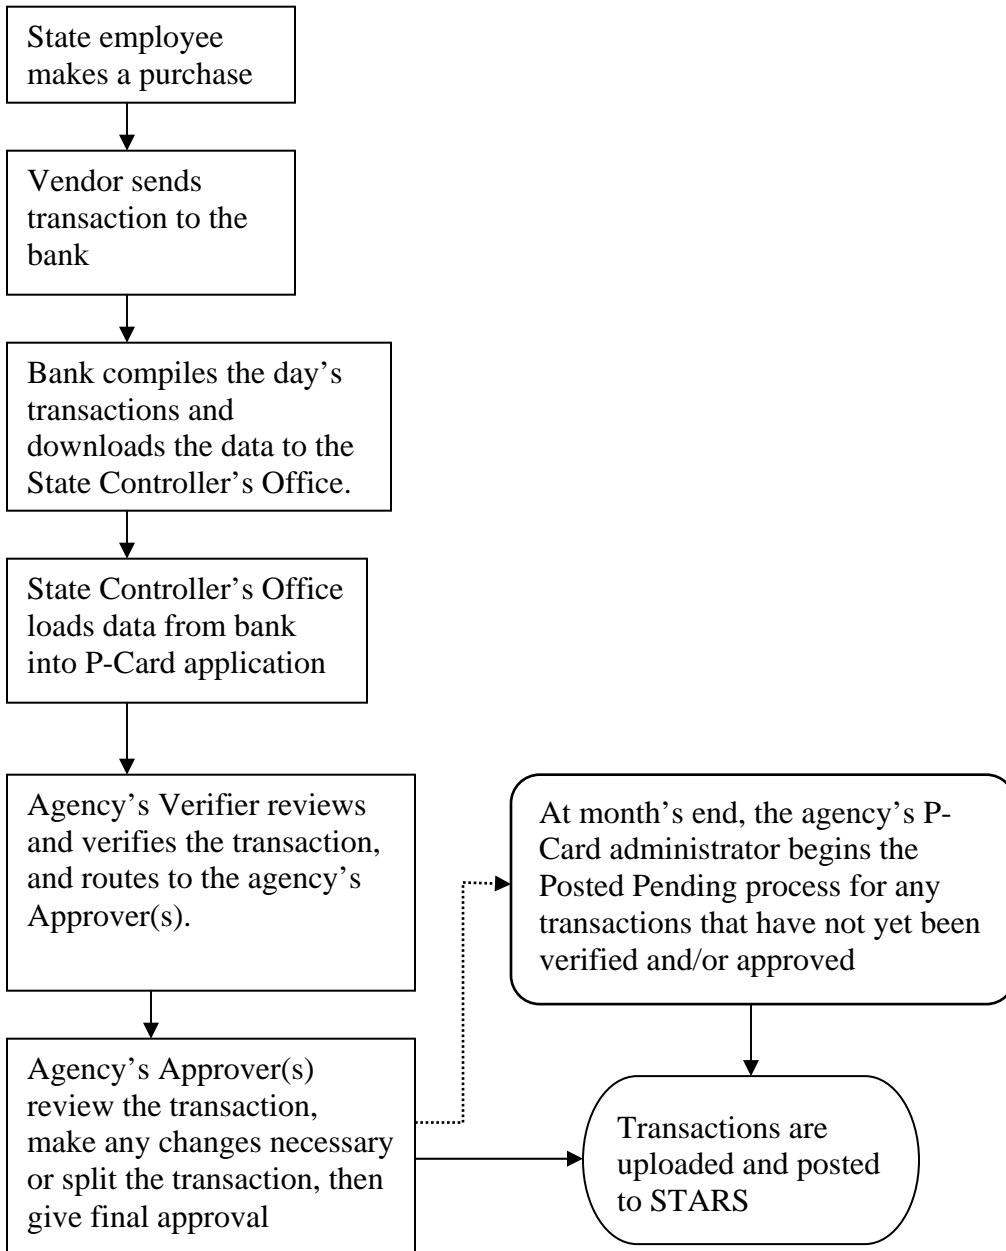 State employee
makes a purchase
Vendor sends
transaction to the
bank
Bank compiles the day’s
transactions and
downloads the data to the
State Controller’s Office.
State Controller’s Office
loads data from bank
into P-Card application
Agency’s Verifier reviews
and verifies the transaction,
and routes to the agency’s
Approver(s).
At month’s end, the agency’s P-
Card administrator begins the
Posted Pending process for any
transactions that have not yet been
verified and/or approved
Agency’s Approver(s)
review the transaction,
make any changes necessary
or split the transaction, then
give final approval
Transactions are
uploaded and posted
to STARS